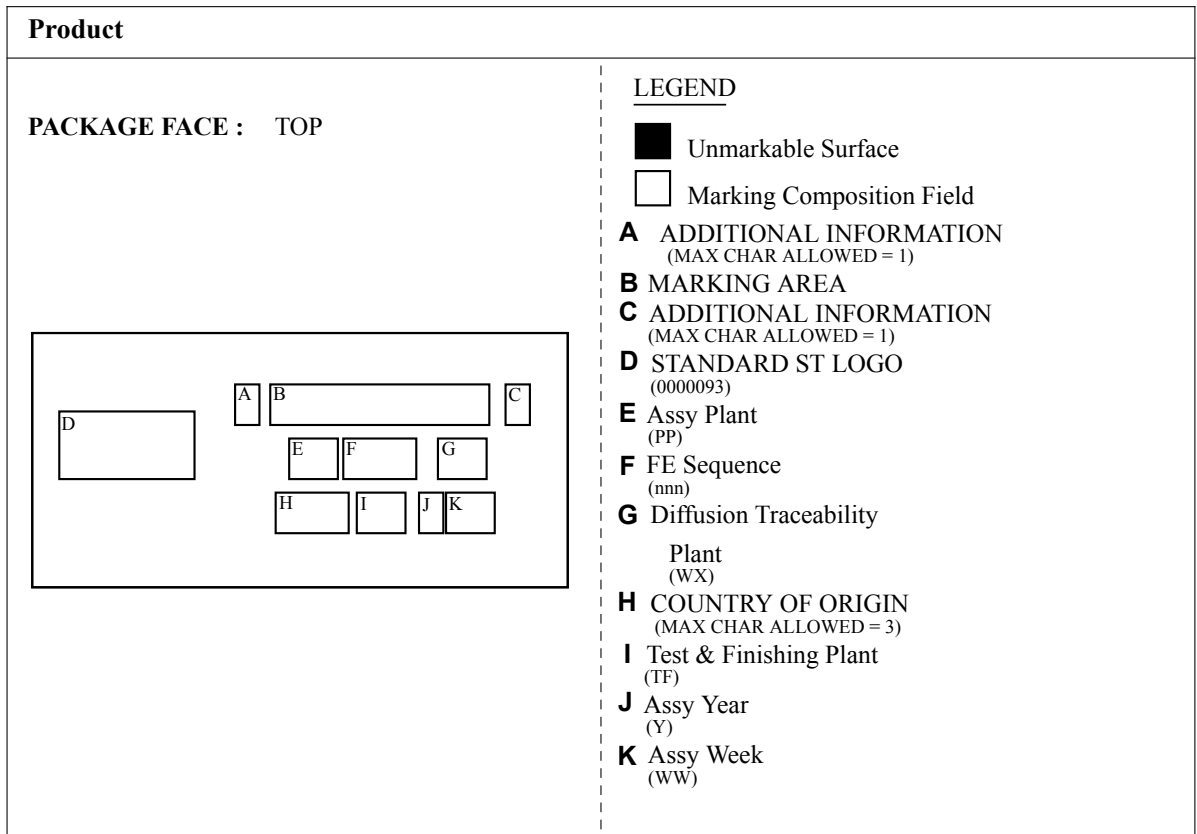 Product
PACKAGE FACE : TOP
A
B
C
D
E
F
G
H
I
J
K
LEGEND
Unmarkable Surface
Marking Composition Field
A ADDITIONAL INFORMATION
(MAX CHAR ALLOWED = 1)
B MARKING AREA
C ADDITIONAL INFORMATION
(MAX CHAR ALLOWED = 1)
D STANDARD ST LOGO
(0000093)
E Assy Plant
(PP)
F FE Sequence
(nnn)
G Diffusion Traceability
Plant
(WX)
H COUNTRY OF ORIGIN
(MAX CHAR ALLOWED = 3)
I Test & Finishing Plant
(TF)
J Assy Year
(Y)
K Assy Week
(WW)